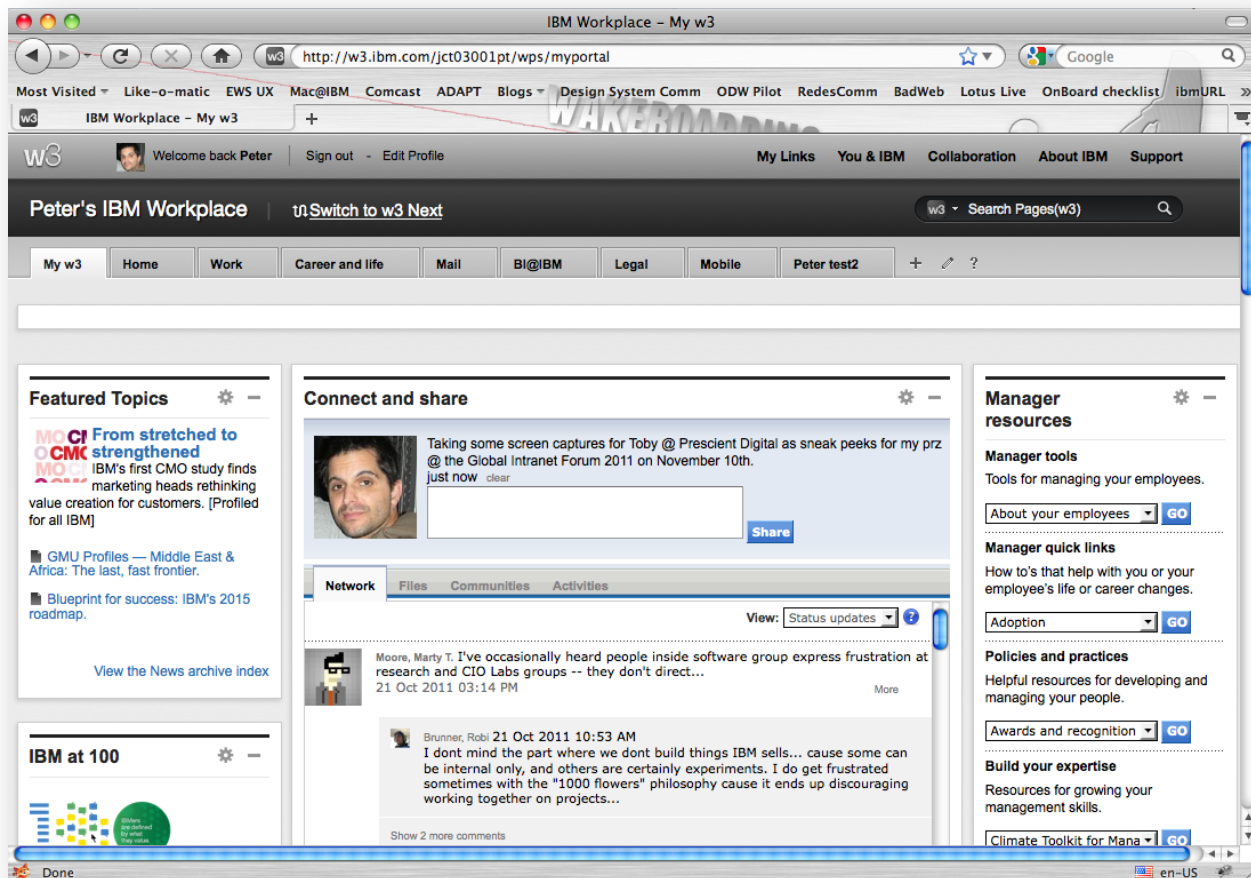 IBM Workplace – My w3
w3 http://w3.ibm.com/jct03001pt/wps/myportal Google
Most Visited Like-o-matic EWS UX Mac@IBM Comcast ADAPT Blogs Design System Comm ODW Pilot RedesComm BadWeb Lotus Live OnBoard checklist ibmURL »
WAKEBOARDING
w3 IBM Workplace – My w3 +
w3 Welcome back Peter Sign out - Edit Profile My Links You & IBM Collaboration About IBM Support
Peter's IBM Workplace Switch to w3 Next w3 Search Pages(w3)
My w3 Home Work Career and life Mail BI@IBM Legal Mobile Peter test2 + ?
Featured Topics
From stretched to
strengthened
IBM's first CMO study finds
marketing heads rethinking
value creation for customers. [Profiled
for all IBM]
GMU Profiles — Middle East &
Africa: The last, fast frontier.
Blueprint for success: IBM's 2015
roadmap.
View the News archive index
IBM at 100
IBMers
are defined
by what
they value.
Connect and share
Taking some screen captures for Toby @ Prescient Digital as sneak peeks for my prz
@ the Global Intranet Forum 2011 on November 10th.
just now clear
Share
Network Files Communities Activities
View: Status updates ?
Moore, Marty T. I've occasionally heard people inside software group express frustration at
research and CIO Labs groups -- they don't direct...
21 Oct 2011 03:14 PM More
Brunner, Robi 21 Oct 2011 10:53 AM
I dont mind the part where we dont build things IBM sells... cause some can
be internal only, and others are certainly experiments. I do get frustrated
sometimes with the "1000 flowers" philosophy cause it ends up discouraging
working together on projects...
Show 2 more comments
Manager
resources
Manager tools
Tools for managing your employees.
About your employees GO
Manager quick links
How to's that help with you or your
employee's life or career changes.
Adoption GO
Policies and practices
Helpful resources for developing and
managing your people.
Awards and recognition GO
Build your expertise
Resources for growing your
management skills.
Climate Toolkit for Mana GO
Done en-US